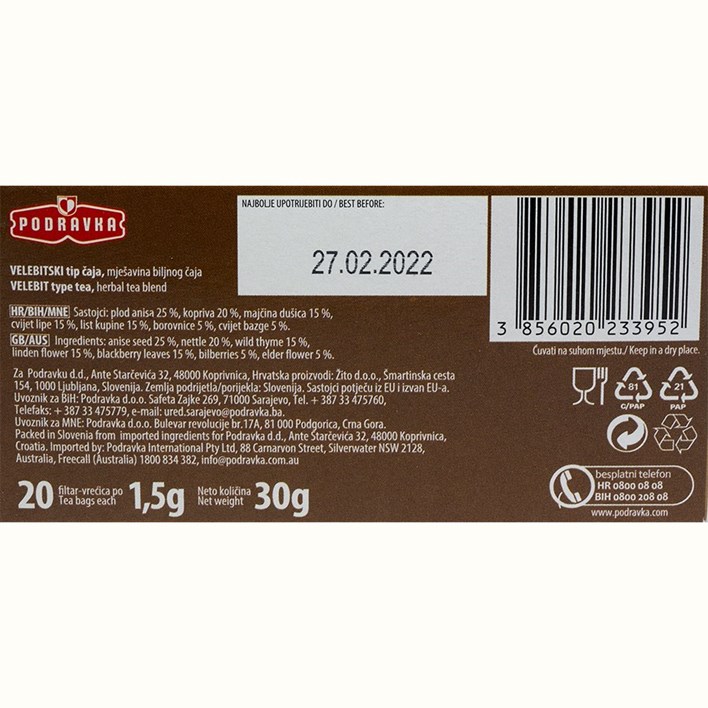 PODRAVKA
NAJBOLJE UPOTRIJEBITI DO / BEST BEFORE:
27.02.2022
VELEBITSKI tip čaja, mješavina biljnog čaja
VELEBIT type tea, herbal tea blend
HR/BIH/MNE Sastojci: plod anisa 25 %, kopriva 20 %, majčina dušica 15 %,
cvijet lipe 15 %, list kupine 15 %, borovnice 5 %, cvijet bazge 5 %.
GB/AUS Ingredients: anise seed 25 %, nettle 20 %, wild thyme 15 %,
linden flower 15 %, blackberry leaves 15 %, bilberries 5 %, elder flower 5 %.
Za Podravku d.d., Ante Starčevića 32, 48000 Koprivnica, Hrvatska proizvodi: Žito d.o.o., Šmartinska cesta
154, 1000 Ljubljana, Slovenija. Zemlja podrijetla/porijekla: Slovenija. Sastojci potječu iz EU i izvan EU-a.
Uvoznik za BiH: Podravka d.o.o. Safeta Zajke 269, 71000 Sarajevo, Tel. + 387 33 475760,
Telefaks: + 387 33 475779, e-mail: ured.sarajevo@podravka.ba.
Uvoznik za MNE: Podravka d.o.o. Bulevar revolucije br.17A, 81 000 Podgorica, Crna Gora.
Packed in Slovenia from imported ingredients for Podravka d.d., Ante Starčevića 32, 48000 Koprivnica,
Croatia. Imported by: Podravka International Pty Ltd, 88 Carnarvon Street, Silverwater NSW 2128,
Australia, Freecall (Australia) 1800 834 382, info@podravka.com.au
20 filtar-vrećica po 1,5g Neto količina 30g
Tea bags each Net weight
3 856020 233952
Čuvati na suhom mjestu./ Keep in a dry place.
81 21
C/PAP PAP
besplatni telefon
HR 0800 08 08
BIH 0800 208 08
www.podravka.com